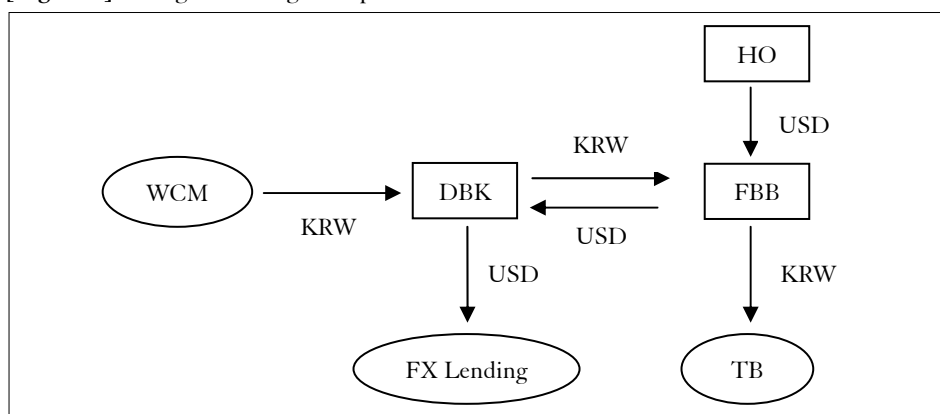 HO
USD
KRW
WCM
DBK
FBB
KRW
USD
USD
KRW
FX Lending
TB